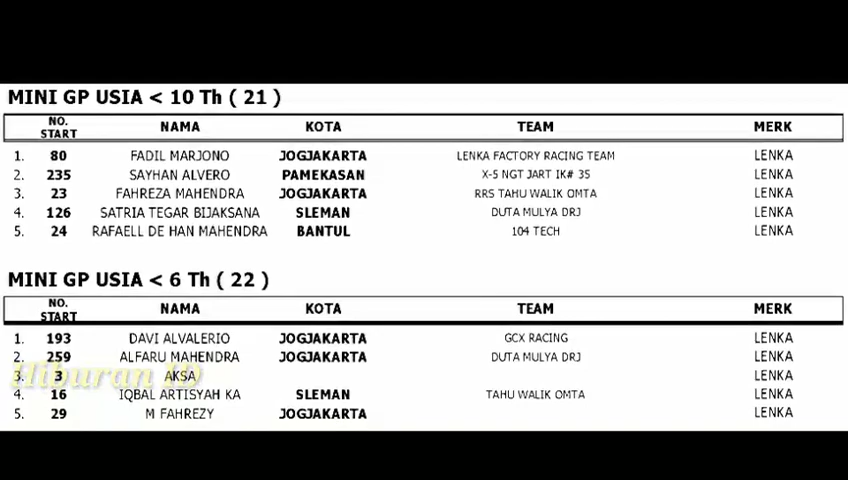 MINI GP USIA < 10 Th ( 21 )
NO. START NAMA KOTA TEAM MERK
1. 80 FADIL MARJONO JOGJAKARTA LENKA FACTORY RACING TEAM LENKA
2. 235 SAYHAN ALVERO PAMEKASAN X-5 NGT JART IK# 35 LENKA
3. 23 FAHREZA MAHENDRA JOGJAKARTA RRS TAHU WALIK OMTA LENKA
4. 126 SATRIA TEGAR BIJAKSANA SLEMAN DUTA MULYA DRJ LENKA
5. 24 RAFAELL DE HAN MAHENDRA BANTUL 104 TECH LENKA
MINI GP USIA < 6 Th ( 22 )
NO. START NAMA KOTA TEAM MERK
1. 193 DAVI ALVALERIO JOGJAKARTA GCX RACING LENKA
2. 259 ALFARU MAHENDRA JOGJAKARTA DUTA MULYA DRJ LENKA
3. 3 AKSA LENKA
Hiburan ID
4. 16 IQBAL ARTISYAH KA SLEMAN TAHU WALIK OMTA LENKA
5. 29 M FAHREZY JOGJAKARTA LENKA